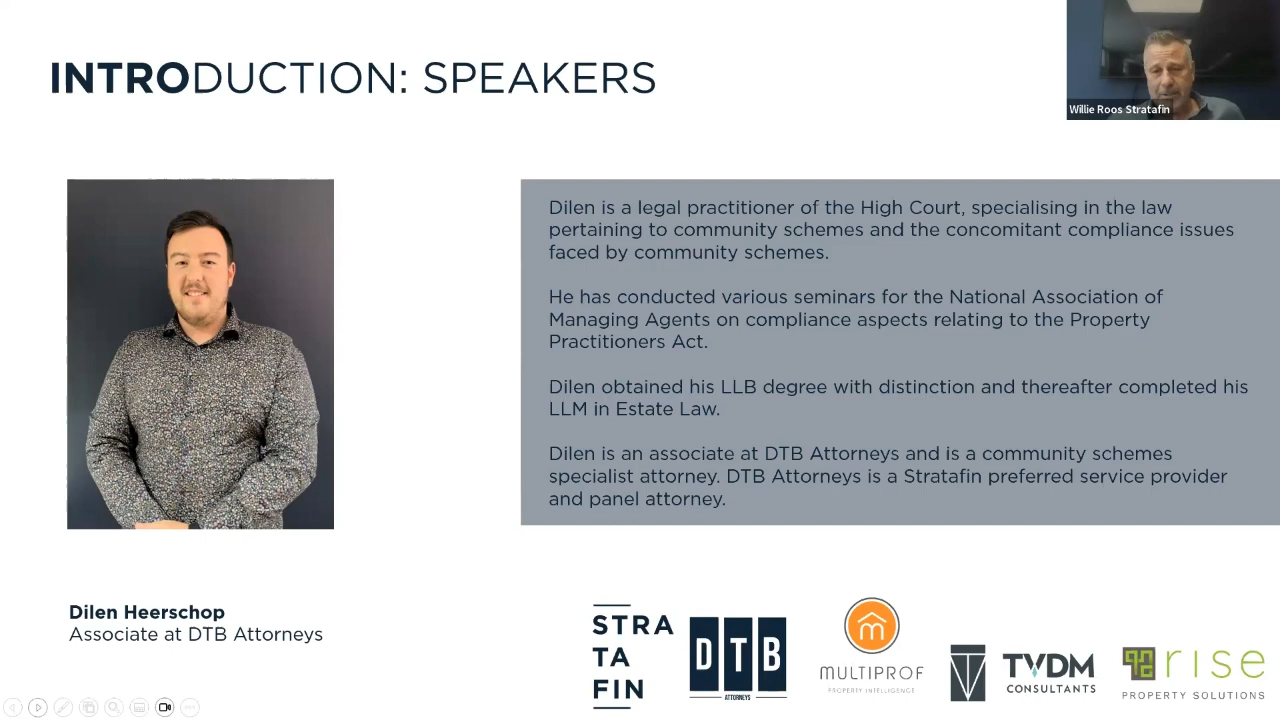 INTRODUCTION: SPEAKERS
Willie Roos Stratafin
Dilen is a legal practitioner of the High Court, specialising in the law
pertaining to community schemes and the concomitant compliance issues
faced by community schemes.
He has conducted various seminars for the National Association of
Managing Agents on compliance aspects relating to the Property
Practitioners Act.
Dilen obtained his LLB degree with distinction and thereafter completed his
LLM in Estate Law.
Dilen is an associate at DTB Attorneys and is a community schemes
specialist attorney. DTB Attorneys is a Stratafin preferred service provider
and panel attorney.
Dilen Heerschop
Associate at DTB Attorneys
STRA
TA
FIN
DTB
ATTORNEYS
MULTIPROF
PROPERTY INTELLIGENCE
TVDM
CONSULTANTS
rise
PROPERTY SOLUTIONS